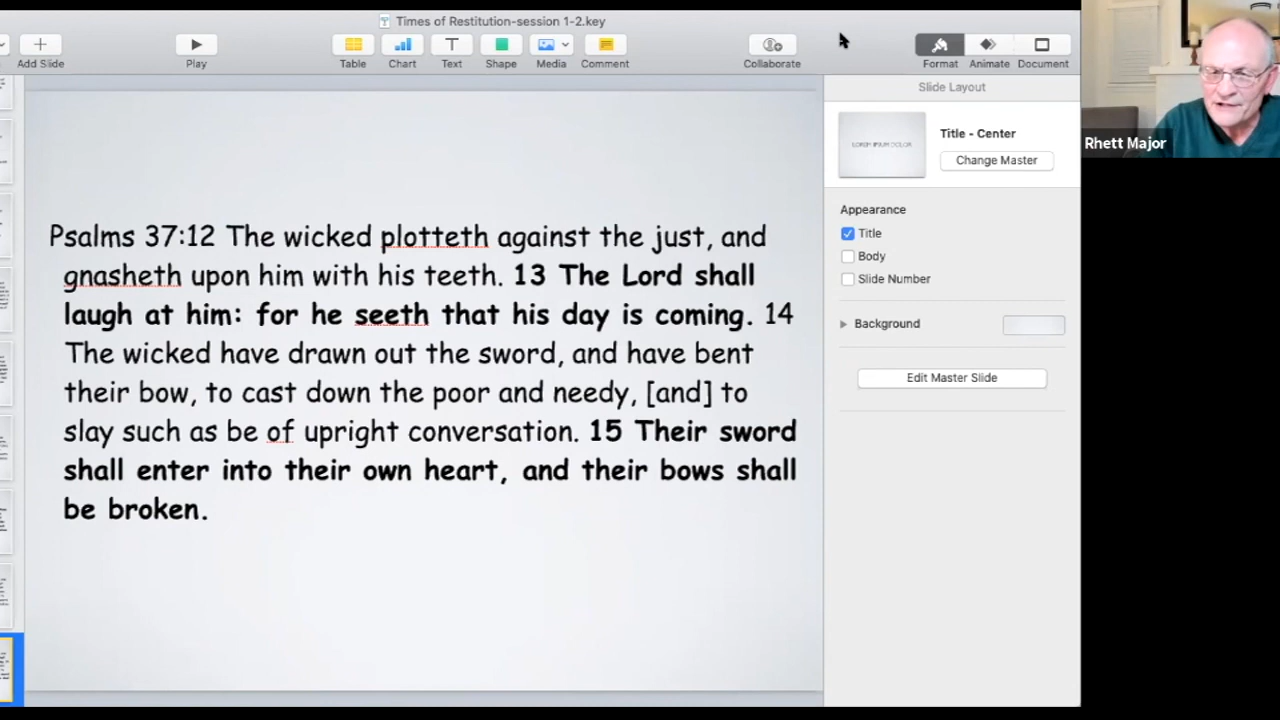 Times of Restitution-session 1-2.key
Add Slide
Play
Table
Chart
Text
Shape
Media
Comment
Collaborate
Format
Animate
Document
Psalms 37:12 The wicked plotteth against the just, and
gnasheth upon him with his teeth. 13 The Lord shall
laugh at him: for he seeth that his day is coming. 14
The wicked have drawn out the sword, and have bent
their bow, to cast down the poor and needy, [and] to
slay such as be of upright conversation. 15 Their sword
shall enter into their own heart, and their bows shall
be broken.
Slide Layout
LOREM IPSUM DOLOR
Title - Center
Change Master
Appearance
Title
Body
Slide Number
Background
Edit Master Slide
Rhett Major